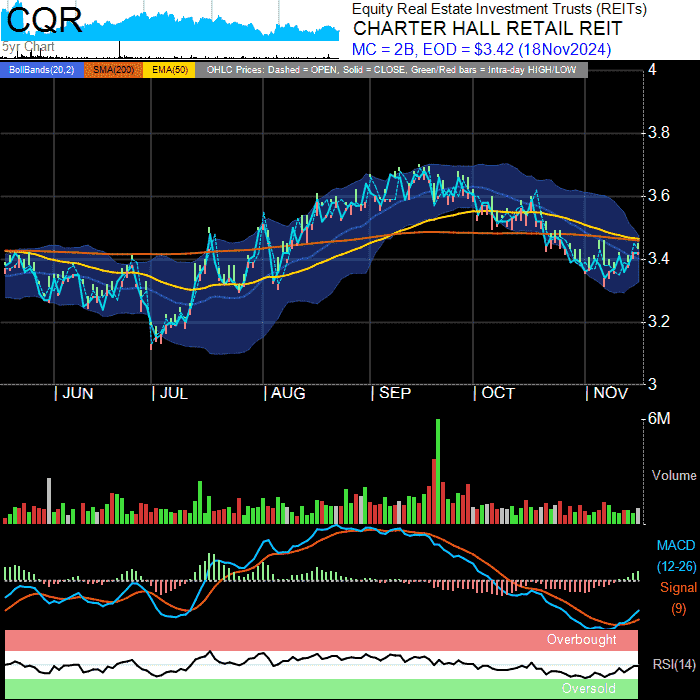 CQR
5yr Chart
Equity Real Estate Investment Trusts (REITs)
CHARTER HALL RETAIL REIT
MC = 2B, EOD = $3.42 (18Nov2024)
BollBands(20,2) SMA(200) EMA(50) OHLC Prices: Dashed = OPEN, Solid = CLOSE, Green/Red bars = Intra-day HIGH/LOW
4
3.8
3.6
3.4
3.2
3
JUN JUL AUG SEP OCT NOV
6M
Volume
MACD
(12-26)
Signal
(9)
Overbought
RSI(14)
Oversold